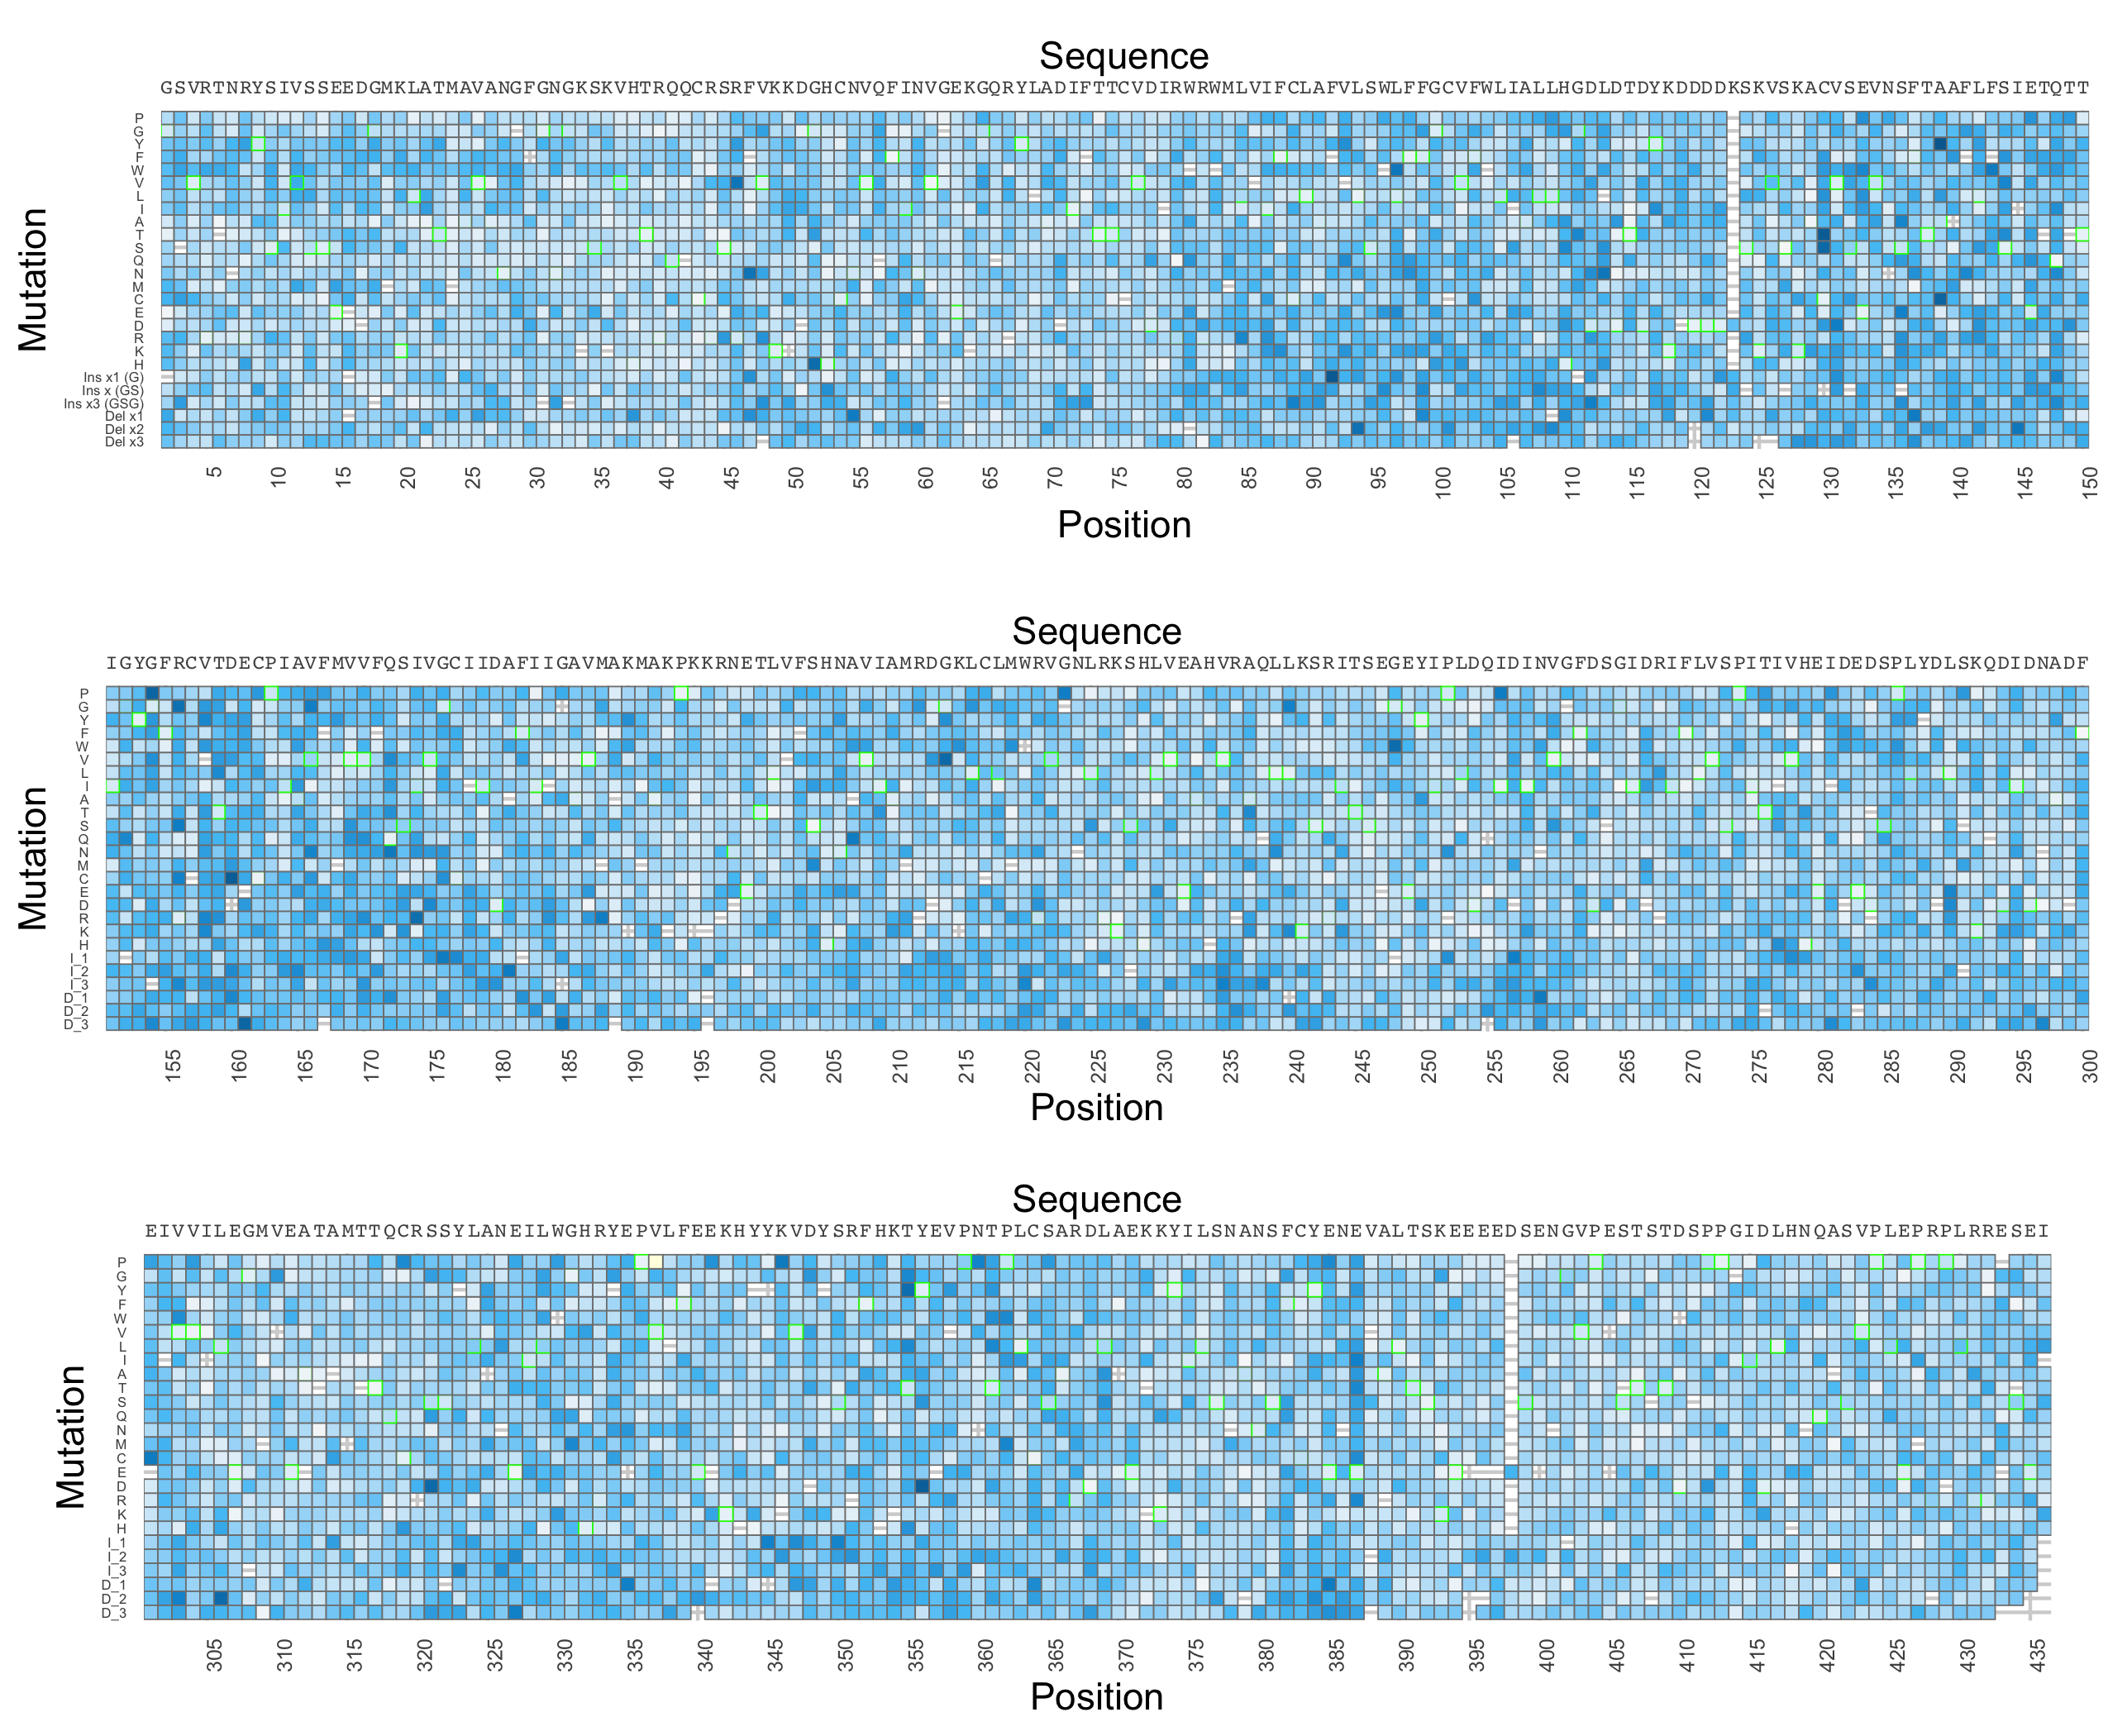 Sequence
GSVRTNRYSIVSSEEDGMKLATMAVANGFGNGKSKVHTRQQCRSRFVKKDGHCNVQFINVGEKGQRYLADIFTTCVDIRWRWMLVIFCLAFVLSWLFFGCVFWLIALLHGDLDTDYKDDDDKSKVSKACVSEVNSFTAAFLFSIETQTT
Mutation
P
G
Y
F
W
V
L
I
A
T
S
Q
N
M
C
E
D
R
K
H
Ins x1 (G)
Ins x (GS)
Ins x3 (GSG)
Del x1
Del x2
Del x3
5 10 15 20 25 30 35 40 45 50 55 60 65 70 75 80 85 90 95 100 105 110 115 120 125 130 135 140 145 150
Position
Sequence
IGYGFRCVTDECPIAVFMVVFQSIVGCIIDAFIIGAVMAKMAKPKKRNETLVFSHNAVIAMRDGKLCLMWRVGNLRKSHLVEAHVRAQLLKSRITSEGEYIPLDQIDINVGFDSGIDRIFLVSPITIVHEIDEDSPLYDLSKQDIDNADF
Mutation
P
G
Y
F
W
V
L
I
A
T
S
Q
N
M
C
E
D
R
K
H
I_1
I_2
I_3
D_1
D_2
D_3
155 160 165 170 175 180 185 190 195 200 205 210 215 220 225 230 235 240 245 250 255 260 265 270 275 280 285 290 295 300
Position
Sequence
EIVVILEGMVEATAMTTQCRSSYLANEILWGHRYEPVLFEEKHYYKVDYSRFHKTYEVPNTPLCSARDLAEKKYILSNANSFCYENEVALTSKEEEEDSENGVPESTSTDSPPGIDLHNQASVPLEPRPLRRESEI
Mutation
P
G
Y
F
W
V
L
I
A
T
S
Q
N
M
C
E
D
R
K
H
I_1
I_2
I_3
D_1
D_2
D_3
305 310 315 320 325 330 335 340 345 350 355 360 365 370 375 380 385 390 395 400 405 410 415 420 425 430 435
Position